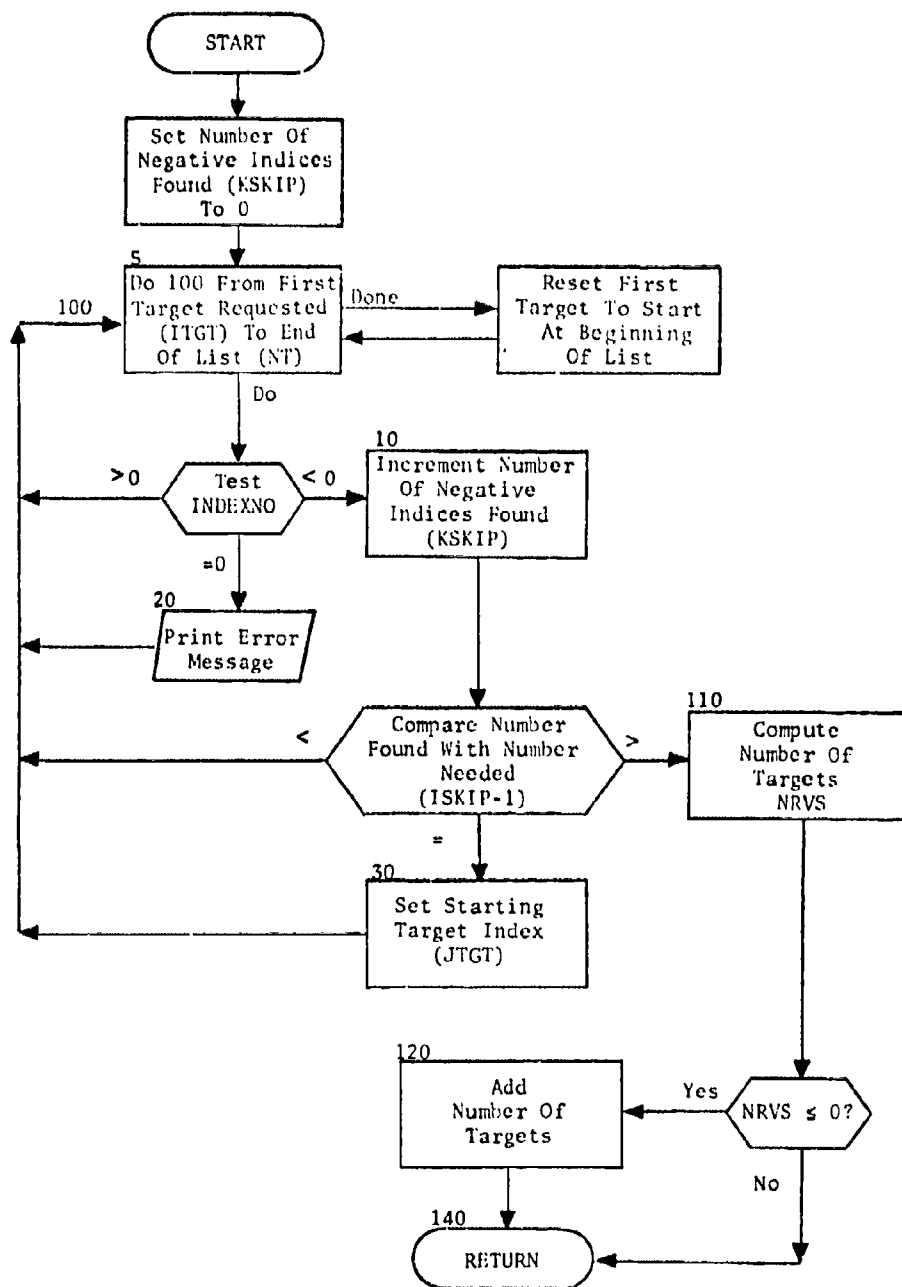 START
Set Number Of
Negative Indices
Found (KSKIP)
To 0
5
Do 100 From First
Target Requested
(ITGT) To End
Of List (NT)
100
Done
Reset First
Target To Start
At Beginning
Of List
Do
>0
Test
INDEXNO
<0
10
Increment Number
Of Negative
Indices Found
(KSKIP)
=0
20
Print Error
Message
<
Compare Number
Found With Number
Needed
(ISKIP-1)
>
110
Compute
Number Of
Targets
NRVS
=
30
Set Starting
Target Index
(JTGT)
120
Add
Number Of
Targets
Yes
NRVS ≤ 0?
No
140
RETURN